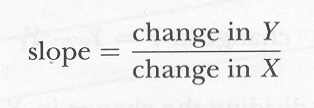 slope = change in Y
change in X